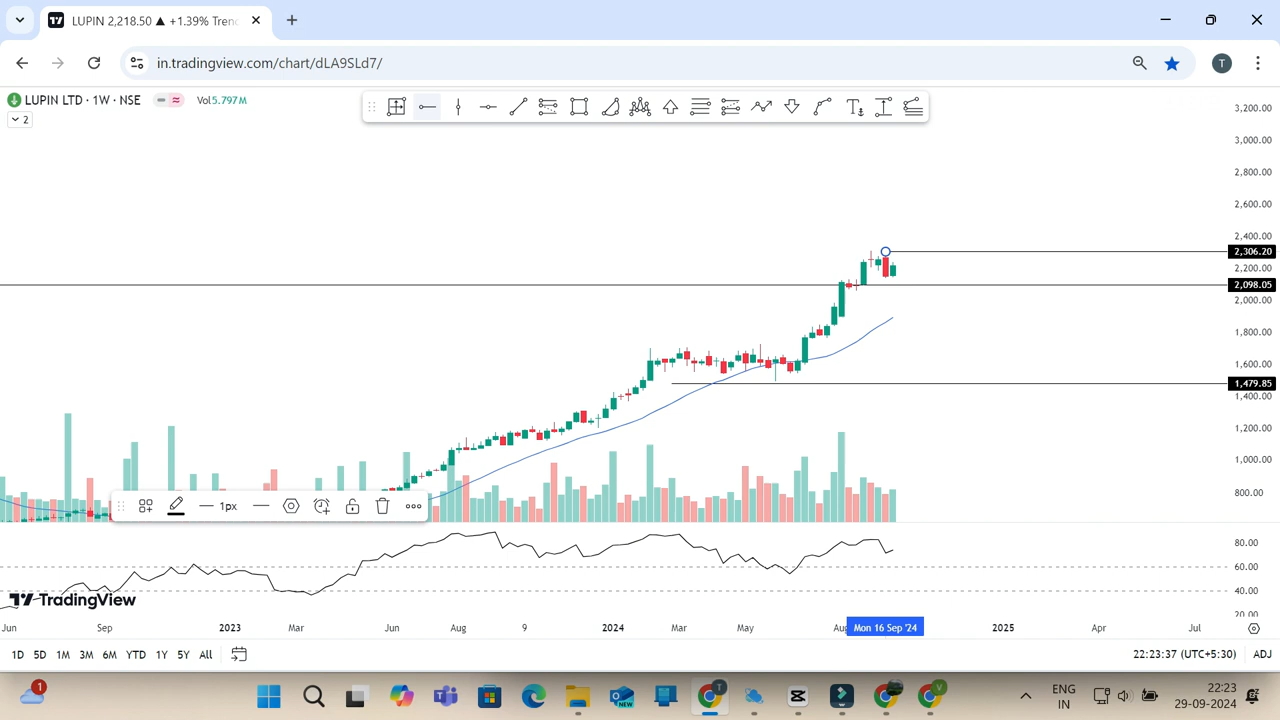 LUPIN 2,218.50 ▲ +1.39% Trend
in.tradingview.com/chart/dLA9SLd7/
T
LUPIN LTD · 1W · NSE
Vol5.797M
2
3,200.00
3,000.00
2,800.00
2,600.00
2,400.00
2,306.20
2,200.00
2,098.05
2,000.00
1,800.00
1,600.00
1,479.85
1,400.00
1,200.00
1,000.00
800.00
1px
80.00
60.00
40.00
20.00
TradingView
Jun Sep 2023 Mar Jun Aug 9 2024 Mar May Aug Mon 16 Sep '24 2025 Apr Jul
1D 5D 1M 3M 6M YTD 1Y 5Y All
22:23:37 (UTC+5:30) ADJ
1
NEW
T
V
ENG
IN
22:23
29-09-2024